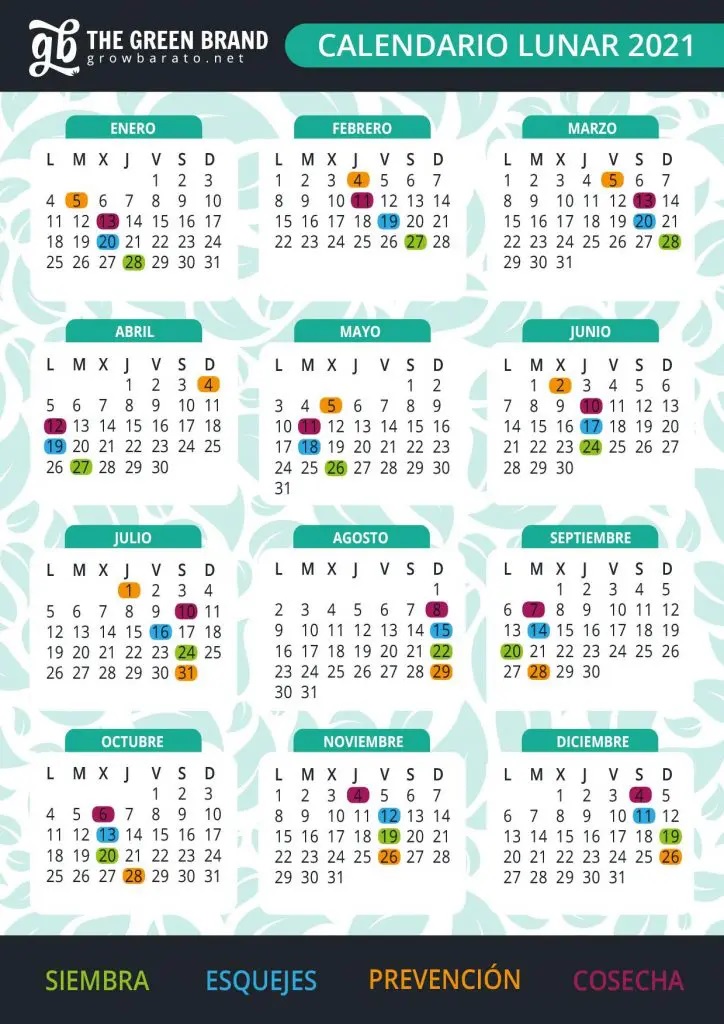 gb THE GREEN BRAND
growbarato.net
CALENDARIO LUNAR 2021
ENERO
L M X J V S D
1 2 3
4 5 6 7 8 9 10
11 12 13 14 15 16 17
18 19 20 21 22 23 24
25 26 27 28 29 30 31
FEBRERO
L M X J V S D
1 2 3 4 5 6 7
8 9 10 11 12 13 14
15 16 17 18 19 20 21
22 23 24 25 26 27 28
MARZO
L M X J V S D
1 2 3 4 5 6 7
8 9 10 11 12 13 14
15 16 17 18 19 20 21
22 23 24 25 26 27 28
29 30 31
ABRIL
L M X J V S D
1 2 3 4
5 6 7 8 9 10 11
12 13 14 15 16 17 18
19 20 21 22 23 24 25
26 27 28 29 30
MAYO
L M X J V S D
1 2
3 4 5 6 7 8 9
10 11 12 13 14 15 16
17 18 19 20 21 22 23
24 25 26 27 28 29 30
31
JUNIO
L M X J V S D
1 2 3 4 5 6
7 8 9 10 11 12 13
14 15 16 17 18 19 20
21 22 23 24 25 26 27
28 29 30
JULIO
L M X J V S D
1 2 3 4
5 6 7 8 9 10 11
12 13 14 15 16 17 18
19 20 21 22 23 24 25
26 27 28 29 30 31
AGOSTO
L M X J V S D
1
2 3 4 5 6 7 8
9 10 11 12 13 14 15
16 17 18 19 20 21 22
23 24 25 26 27 28 29
30 31
SEPTIEMBRE
L M X J V S D
1 2 3 4 5
6 7 8 9 10 11 12
13 14 15 16 17 18 19
20 21 22 23 24 25 26
27 28 29 30
OCTUBRE
L M X J V S D
1 2 3
4 5 6 7 8 9 10
11 12 13 14 15 16 17
18 19 20 21 22 23 24
25 26 27 28 29 30 31
NOVIEMBRE
L M X J V S D
1 2 3 4 5 6 7
8 9 10 11 12 13 14
15 16 17 18 19 20 21
22 23 24 25 26 27 28
29 30 31
DICIEMBRE
L M X J V S D
1 2 3 4 5
6 7 8 9 10 11 12
13 14 15 16 17 18 19
20 21 22 23 24 25 26
27 28 29 30 31
SIEMBRA ESQUEJES PREVENCIÓN COSECHA